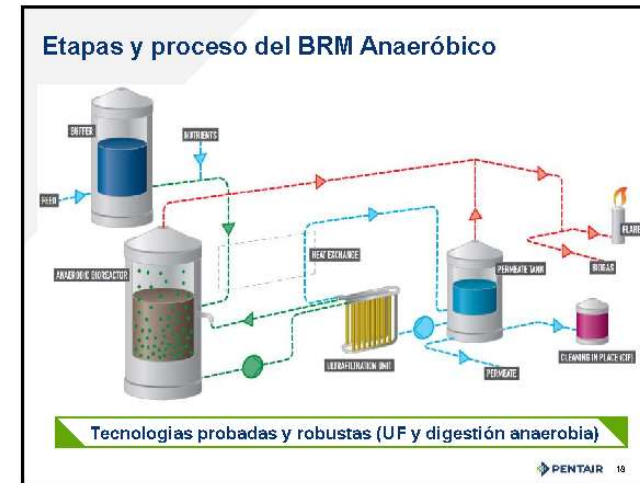 Etapas y proceso del BRM Anaeróbico
BUFFER
NUTRIENTS
FEED
FLARE
HEAT EXCHANGE
ANAEROBIC BIOREACTOR
PERMEATE TANK
BIOGAS
ULTRAFILTRATION UNIT
CLEANING IN PLACE (CIP)
PERMEATE
Tecnologias probadas y robustas (UF y digestión anaerobia)
PENTAIR 18